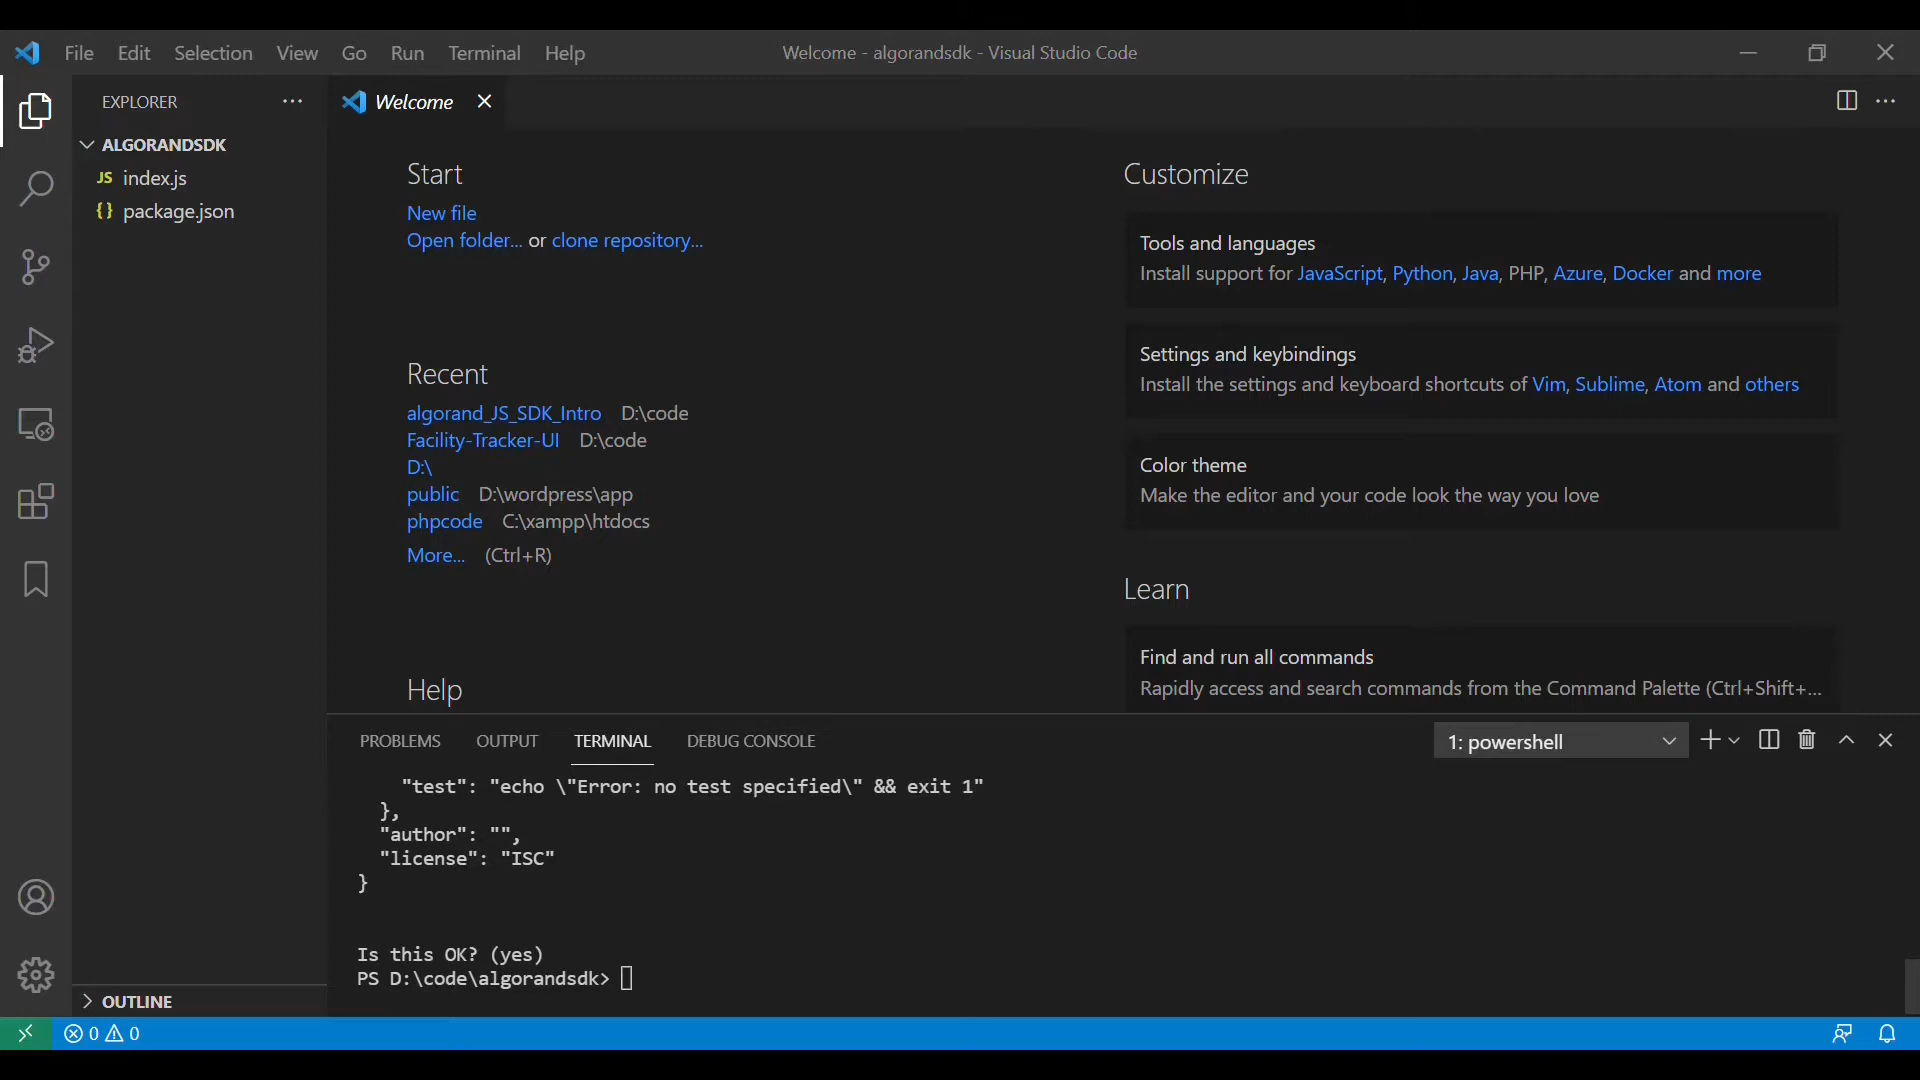 File Edit Selection View Go Run Terminal Help
Welcome - algorandsdk - Visual Studio Code
EXPLORER
ALGORANDSDK
JS index.js
{} package.json
OUTLINE
Welcome
Start
New file
Open folder... or clone repository...
Recent
algorand_JS_SDK_Intro D:\code
Facility-Tracker-UI D:\code
D:\
public D:\wordpress\app
phpcode C:\xampp\htdocs
More... (Ctrl+R)
Help
Customize
Tools and languages
Install support for JavaScript, Python, Java, PHP, Azure, Docker and more
Settings and keybindings
Install the settings and keyboard shortcuts of Vim, Sublime, Atom and others
Color theme
Make the editor and your code look the way you love
Learn
Find and run all commands
Rapidly access and search commands from the Command Palette (Ctrl+Shift+...
PROBLEMS OUTPUT TERMINAL DEBUG CONSOLE
1: powershell
"test": "echo \"Error: no test specified\" && exit 1"
},
"author": "",
"license": "ISC"
}
Is this OK? (yes)
PS D:\code\algorandsdk>
0 0